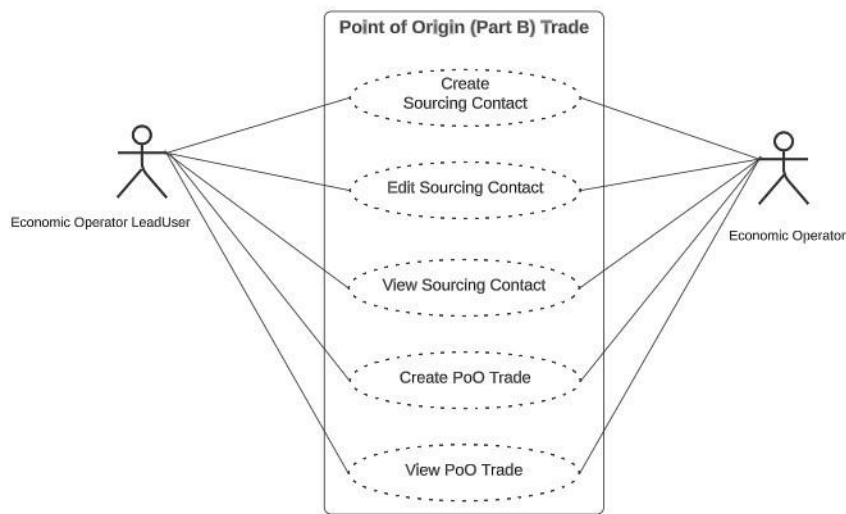 Point of Origin (Part B) Trade
Create
Sourcing Contact
Edit Sourcing Contact
Economic Operator LeadUser
Economic Operator
View Sourcing Contact
Create PoO Trade
View PoO Trade